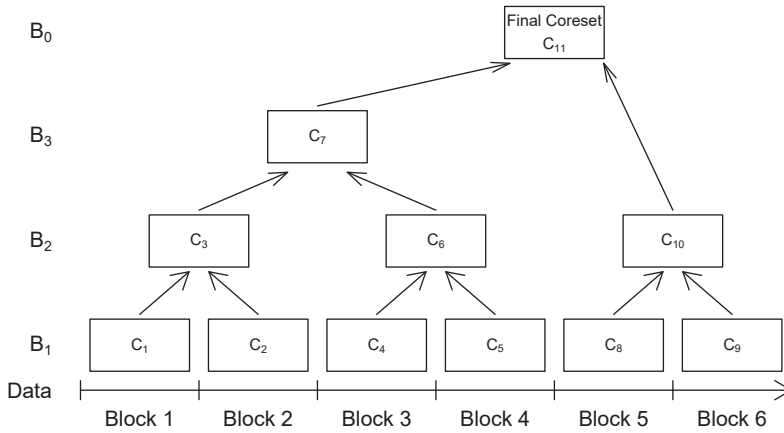 B₀
Final Coreset
C₁₁
B₃
C₇
B₂
C₃
C₆
C₁₀
B₁
C₁
C₂
C₄
C₅
C₈
C₉
Data
Block 1
Block 2
Block 3
Block 4
Block 5
Block 6